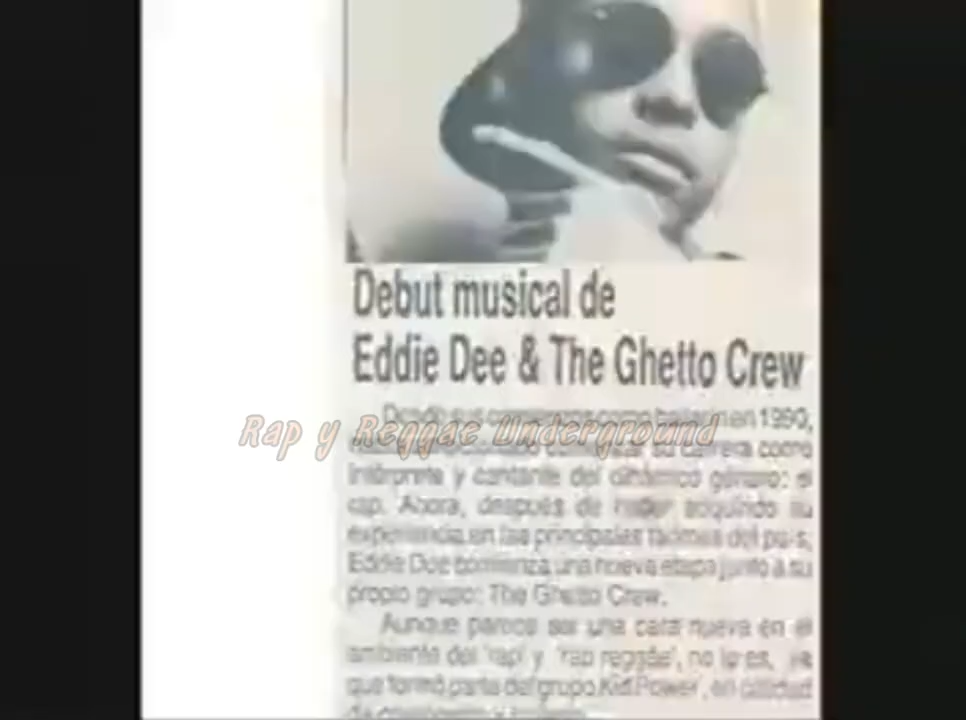 Debut musical de
Eddie Dee & The Ghetto Crew
Desde sus comienzos como bailarín en 1990,
Rap y Reggae Underground
su carrera como
intérprete y cantante del dinámico género: el
rap. Ahora, después de haber adquirido su
experiencia en las principales tarimas del país,
Eddie Dee comienza una nueva etapa junto a su
propio grupo: The Ghetto Crew.
Aunque parece ser una cara nueva en el
ambiente del 'rap' y 'rap reggae', no lo es, ya
que formó parte del grupo Kid Power', en calidad
de